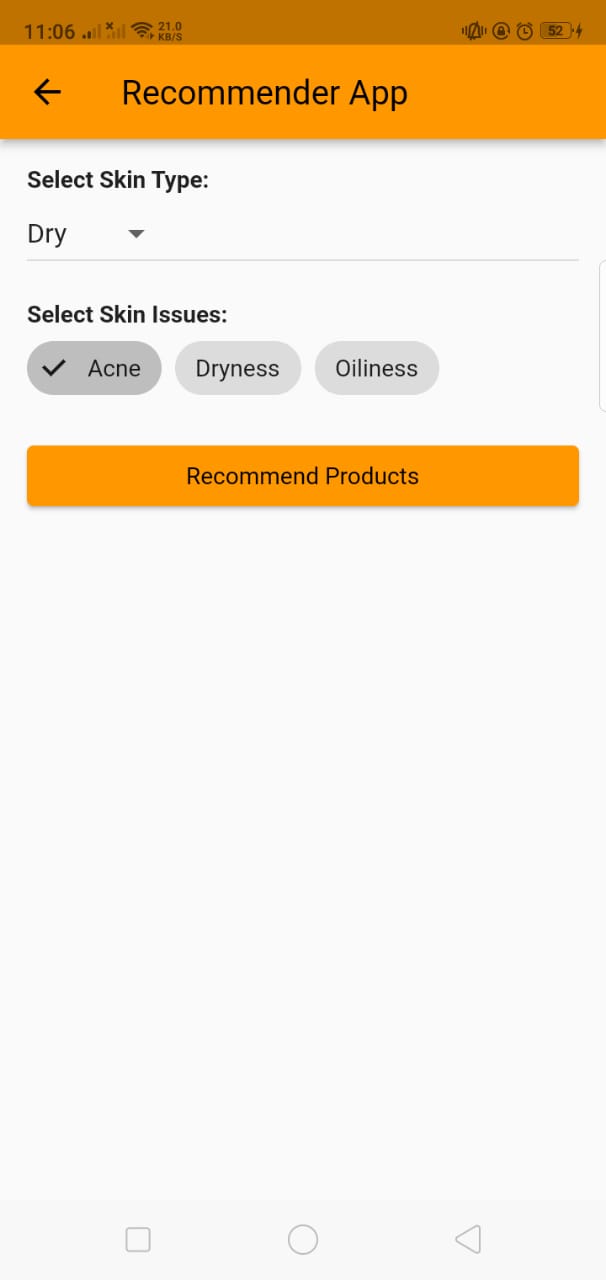 11:06 21.0 KB/S 52
Recommender App
Select Skin Type:
Dry
Select Skin Issues:
Acne Dryness Oiliness
Recommend Products